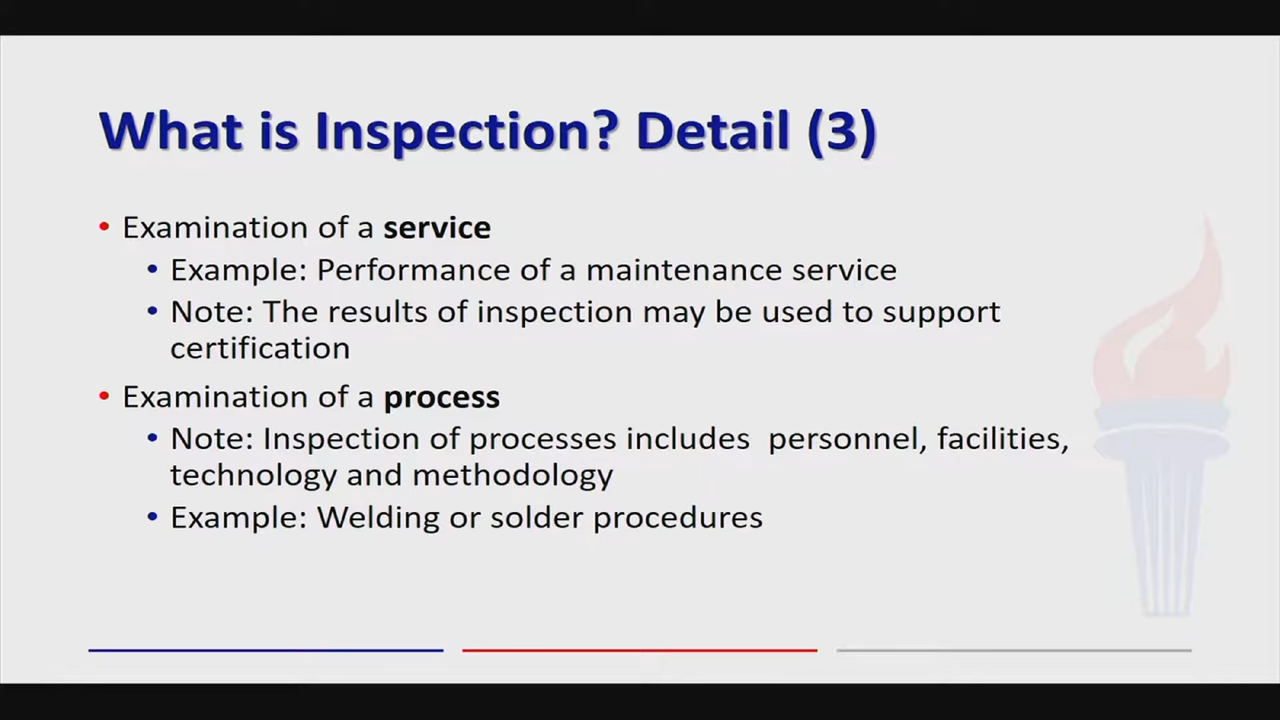 What is Inspection? Detail (3)
• Examination of a service
• Example: Performance of a maintenance service
• Note: The results of inspection may be used to support
certification
• Examination of a process
• Note: Inspection of processes includes  personnel, facilities,
technology and methodology
• Example: Welding or solder procedures